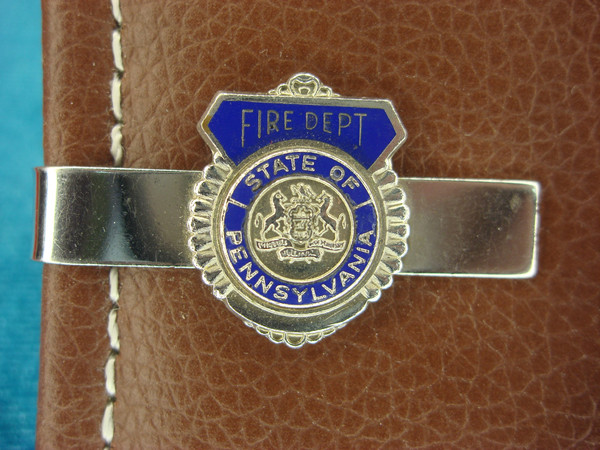 FIRE DEPT
STATE OF
PENNSYLVANIA